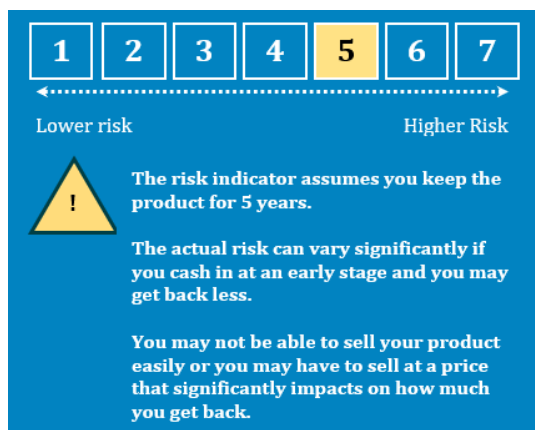 1 2 3 4 5 6 7
Lower risk Higher Risk
!
The risk indicator assumes you keep the
product for 5 years.
The actual risk can vary significantly if
you cash in at an early stage and you may
get back less.
You may not be able to sell your product
easily or you may have to sell at a price
that significantly impacts on how much
you get back.